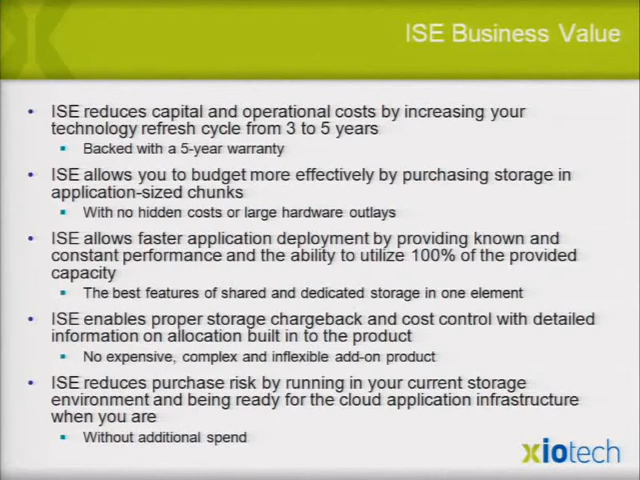 ISE Business Value
• ISE reduces capital and operational costs by increasing your
technology refresh cycle from 3 to 5 years
▪ Backed with a 5-year warranty
• ISE allows you to budget more effectively by purchasing storage in
application-sized chunks
▪ With no hidden costs or large hardware outlays
• ISE allows faster application deployment by providing known and
constant performance and the ability to utilize 100% of the provided
capacity
▪ The best features of shared and dedicated storage in one element
• ISE enables proper storage chargeback and cost control with detailed
information on allocation built in to the product
▪ No expensive, complex and inflexible add-on product
• ISE reduces purchase risk by running in your current storage
environment and being ready for the cloud application infrastructure
when you are
▪ Without additional spend
xiotech